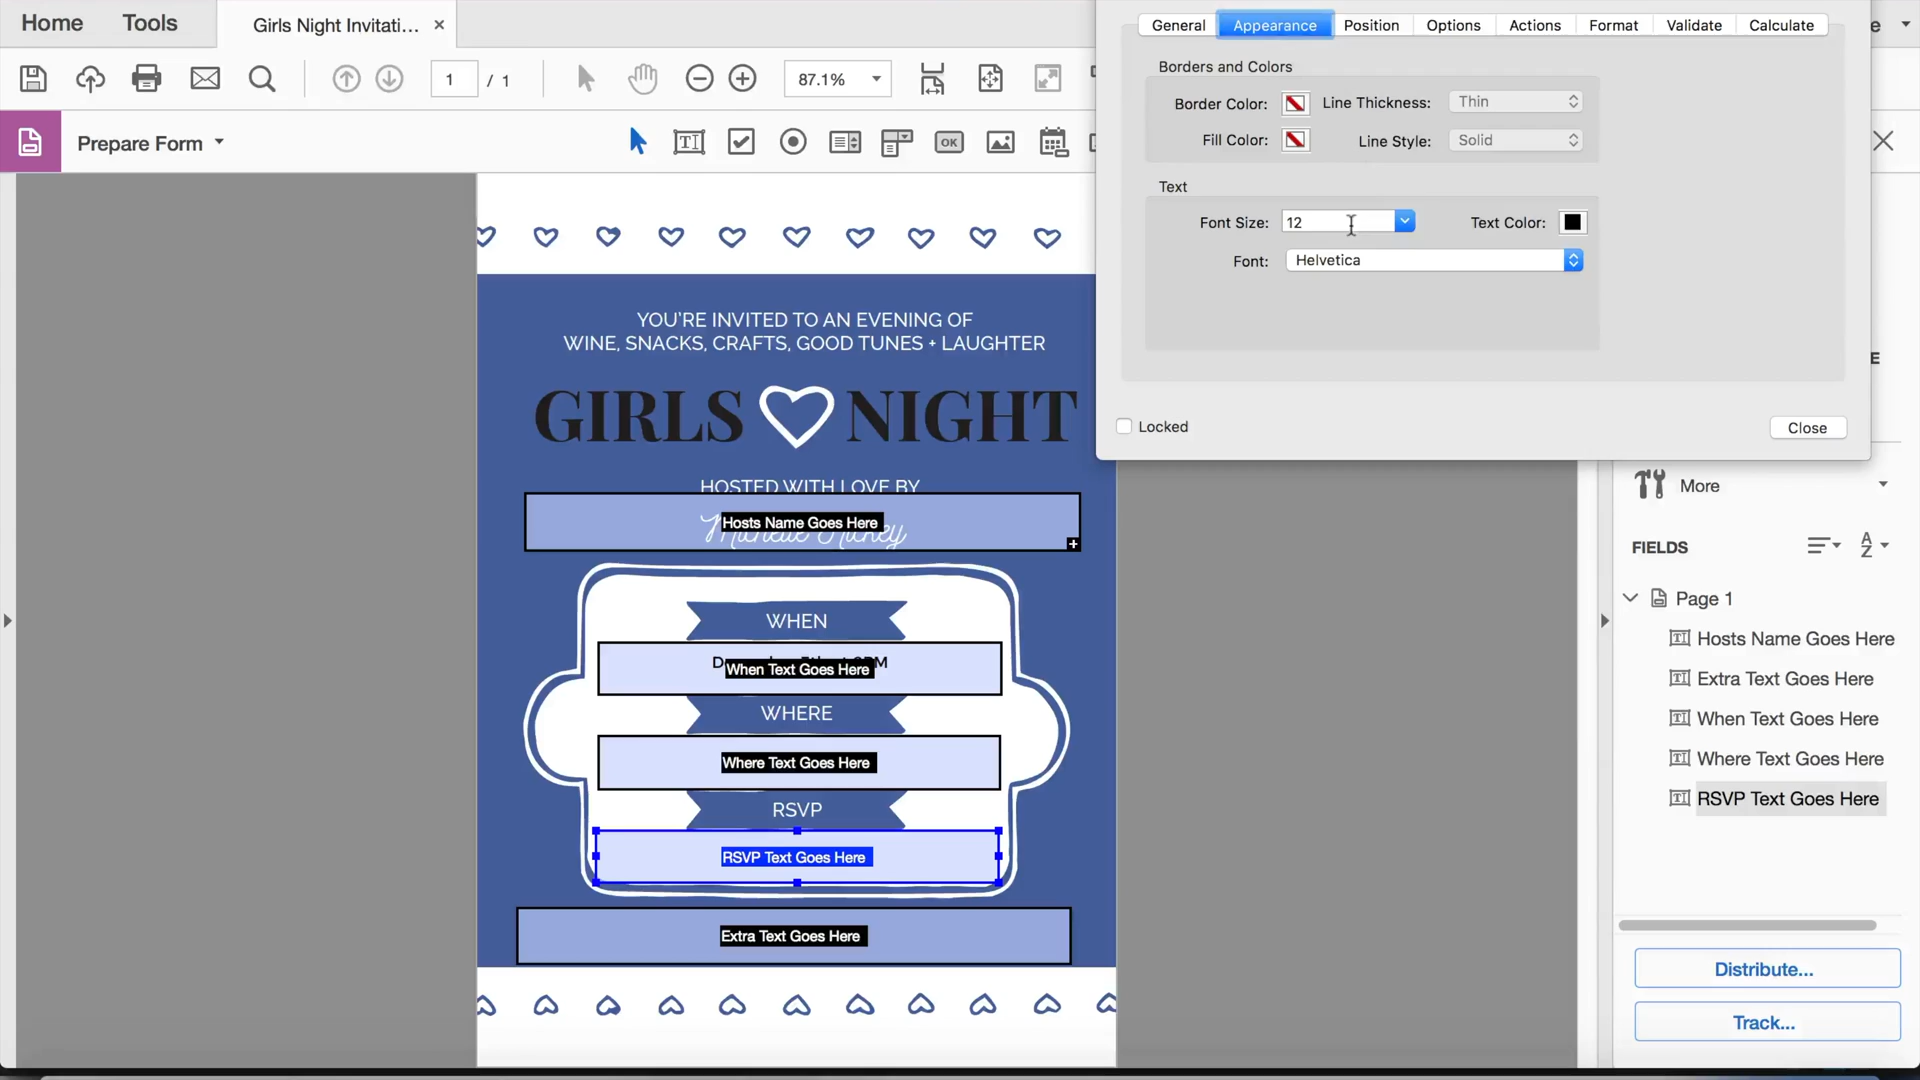 Home
Tools
Girls Night Invitati...
General
Appearance
Position
Options
Actions
Format
Validate
Calculate
1 / 1
87.1%
Prepare Form
OK
Borders and Colors
Border Color:
Line Thickness: Thin
Fill Color:
Line Style: Solid
Text
Font Size: 12
Text Color:
Font: Helvetica
Locked
Close
YOU'RE INVITED TO AN EVENING OF
WINE, SNACKS, CRAFTS, GOOD TUNES + LAUGHTER
GIRLS NIGHT
HOSTED WITH LOVE BY
Hosts Name Goes Here
WHEN
When Text Goes Here
WHERE
Where Text Goes Here
RSVP
RSVP Text Goes Here
Extra Text Goes Here
More
FIELDS
A
Z
Page 1
Hosts Name Goes Here
Extra Text Goes Here
When Text Goes Here
Where Text Goes Here
RSVP Text Goes Here
Distribute...
Track...